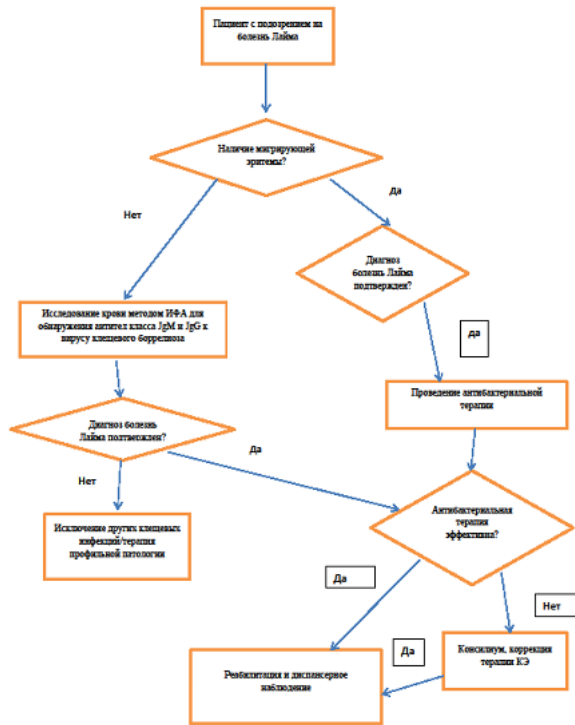 Пациент с подозрением на
болезнь Лайма
Наличие мигрирующей
эритемы?
Да
Нет
Диагноз
болезнь Лайма
подтвержден?
Исследование крови методом ИФА для
обнаружения антител класса JgM и JgG к
вирусу клещевого боррелиоза
да
Проведение антибактериальной
терапии
Диагноз болезнь
Лайма подтвержден?
Да
Нет
Исключение других клещевых
инфекций/терапия
профильной патологии
Антибактериальная
терапия
эффективна?
Да
Нет
Да
Консилиум, коррекция
терапии КЭ
Реабилитация и диспансерное
наблюдение